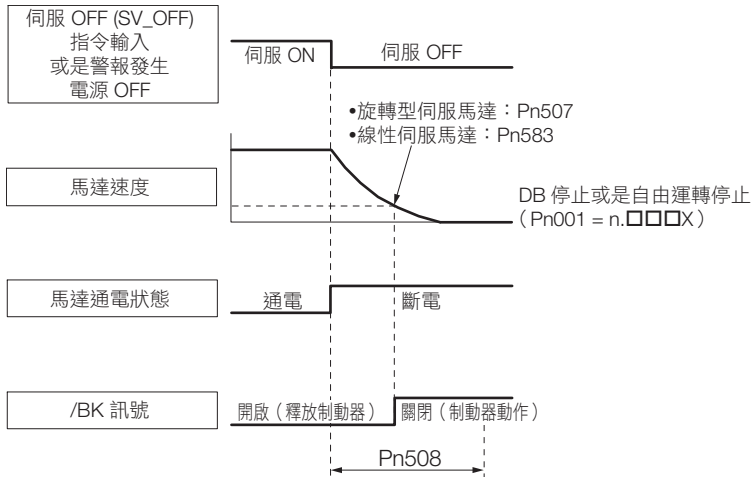 伺服 OFF (SV_OFF)
指令輸入
或是警報發生
電源 OFF
伺服 ON
伺服 OFF
•旋轉型伺服馬達：Pn507
•線性伺服馬達：Pn583
馬達速度
DB 停止或是自由運轉停止
（Pn001 = n.□□□X）
馬達通電狀態
通電
斷電
/BK 訊號
開啟（釋放制動器）
關閉（制動器動作）
Pn508